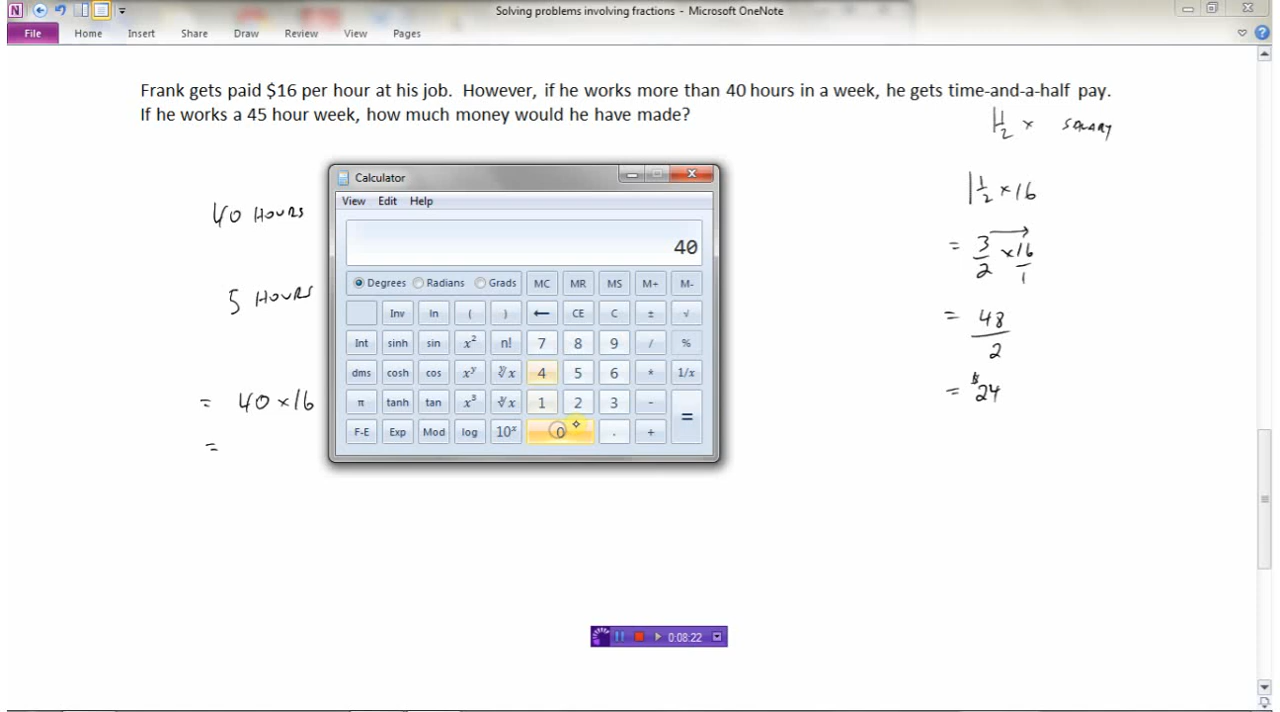 Solving problems involving fractions - Microsoft OneNote
File Home Insert Share Draw Review View Pages
Frank gets paid $16 per hour at his job. However, if he works more than 40 hours in a week, he gets time-and-a-half pay.
If he works a 45 hour week, how much money would he have made?
1 1/2 × SALARY
40 HOURS
5 HOURS
= 40 × 16
=
Calculator
View Edit Help
40
Degrees Radians Grads MC MR MS M+ M-
Inv ln ( ) ← CE C ± √
Int sinh sin x² n! 7 8 9 / %
dms cosh cos xʸ ʸ√x 4 5 6 * 1/x
π tanh tan x³ ³√x 1 2 3 - =
F-E Exp Mod log 10ˣ 0 . +
1 1/2 × 16
= 3/2 × 16/1
= 48/2
= $24
0:08:22